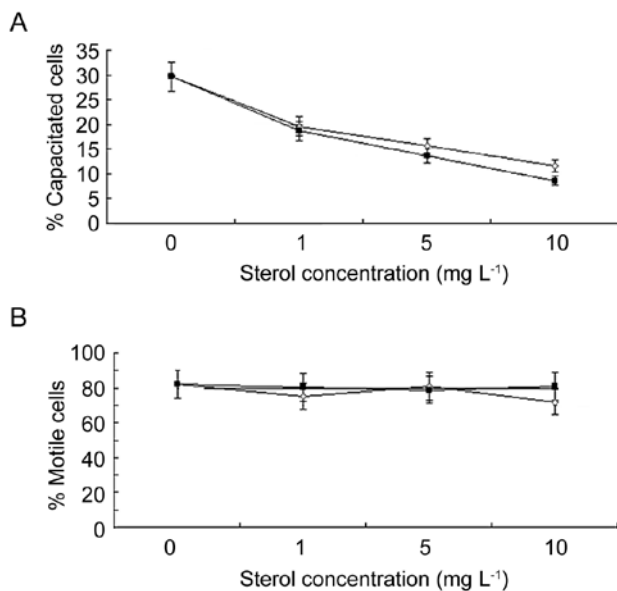 A
35
30
25
20
15
10
5
0
% Capacitated cells
0 1 5 10
Sterol concentration (mg L⁻¹)
B
100
80
60
40
20
0
% Motile cells
0 1 5 10
Sterol concentration (mg L⁻¹)